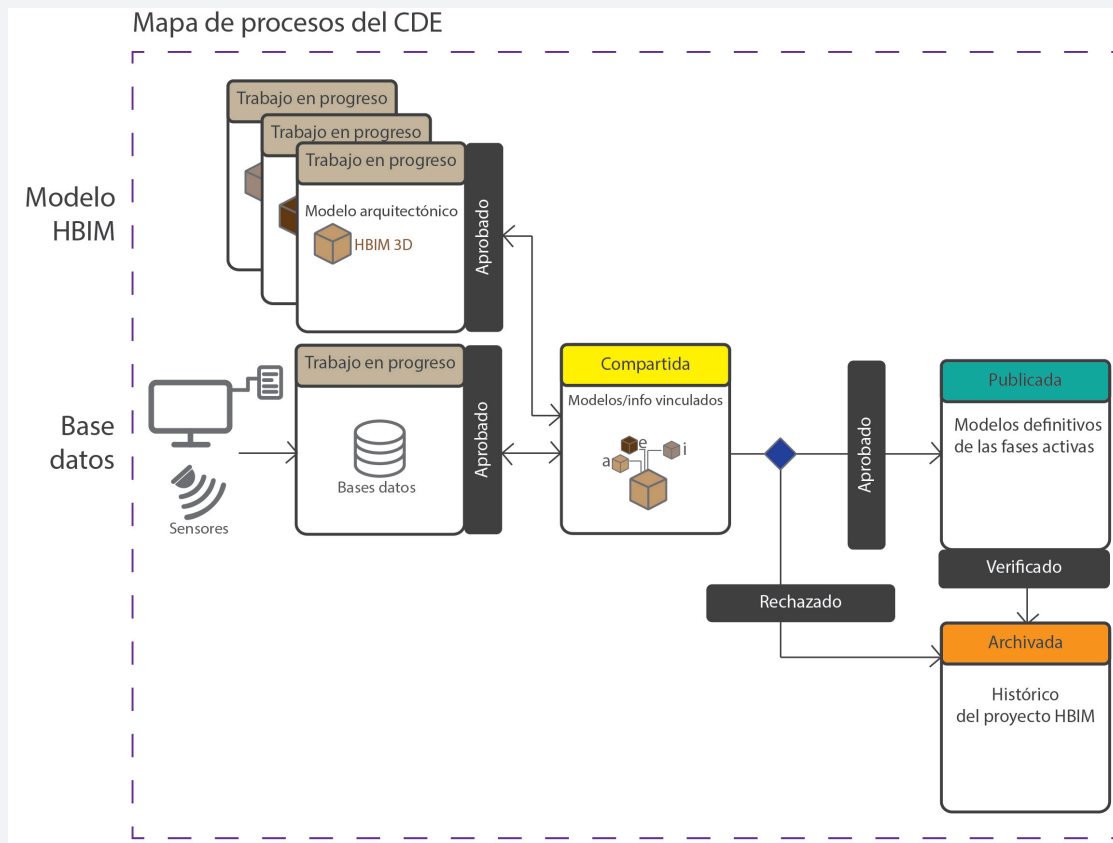 Mapa de procesos del CDE
Modelo
HBIM
Trabajo en progreso
Trabajo en progreso
Trabajo en progreso
Modelo arquitectónico
HBIM 3D
Aprobado
Base
datos
Sensores
Trabajo en progreso
Bases datos
Aprobado
Compartida
Modelos/info vinculados
e
a
i
Aprobado
Rechazado
Publicada
Modelos definitivos
de las fases activas
Verificado
Archivada
Histórico
del proyecto HBIM